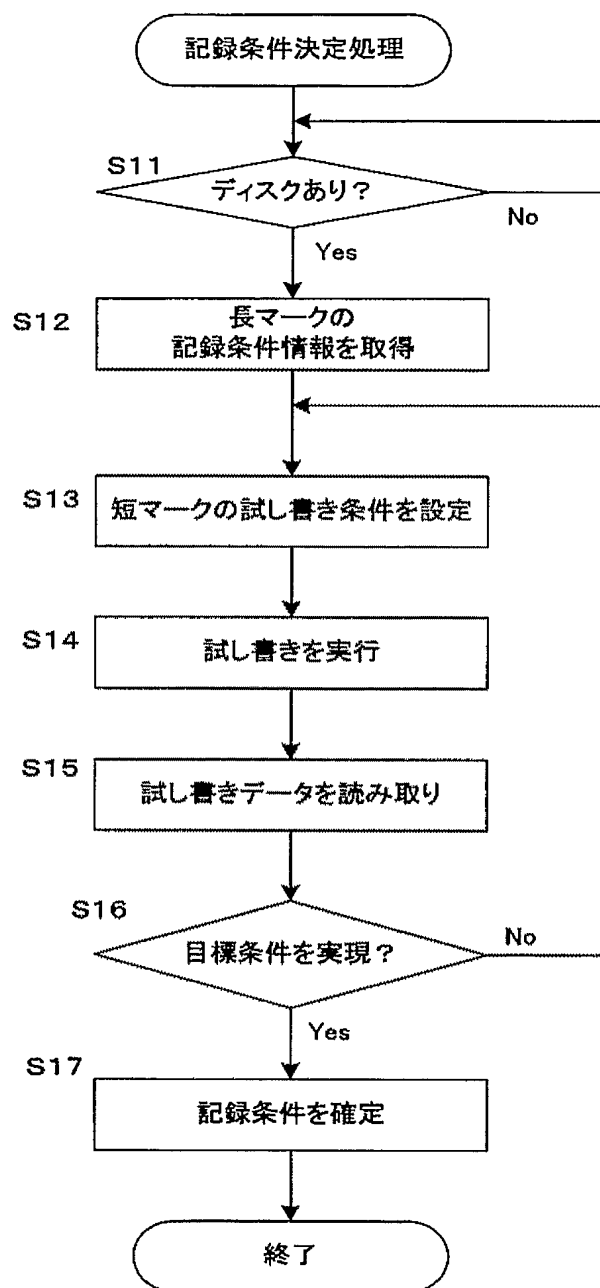 記録条件決定処理
S11
ディスクあり?
No
Yes
S12
長マークの
記録条件情報を取得
S13
短マークの試し書き条件を設定
S14
試し書きを実行
S15
試し書きデータを読み取り
S16
目標条件を実現?
No
Yes
S17
記録条件を確定
終了